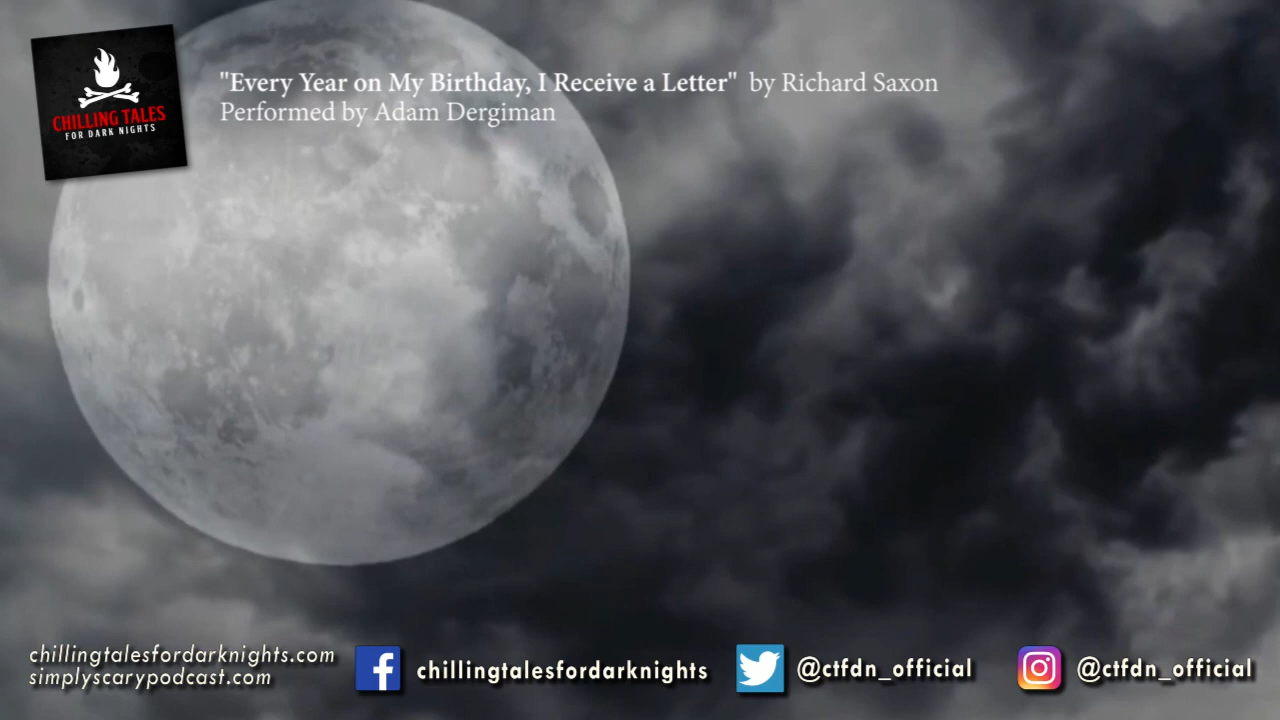 CHILLING TALES
FOR DARK NIGHTS
"Every Year on My Birthday, I Receive a Letter" by Richard Saxon
Performed by Adam Dergiman
chillingtalesfordarknights.com
simplyscarypodcast.com
chillingtalesfordarknights
@ctfdn_official
@ctfdn_official